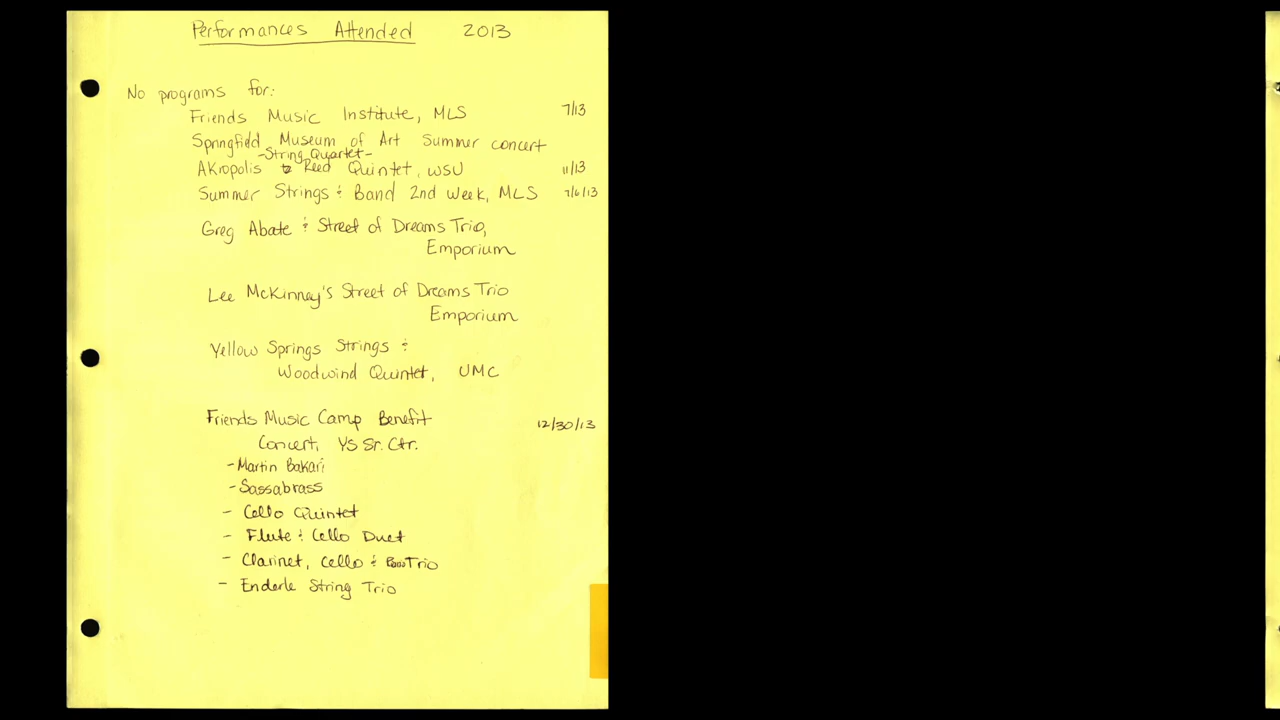 Performances Attended 2013
No programs for:
Friends Music Institute, MLS 7/13
Springfield Museum of Art Summer concert
-String Quartet-
Akropolis Reed Quintet, WSU 11/13
Summer Strings & Band 2nd Week, MLS 7/6/13
Greg Abate & Street of Dreams Trio,
Emporium
Lee McKinney's Street of Dreams Trio
Emporium
Yellow Springs Strings &
Woodwind Quintet, UMC
Friends Music Camp Benefit 12/30/13
Concert, YS Sr. Ctr.
- Martin Bakari
- Sassabrass
- Cello Quintet
- Flute & Cello Duet
- Clarinet, Cello & Trio
- Enderle String Trio